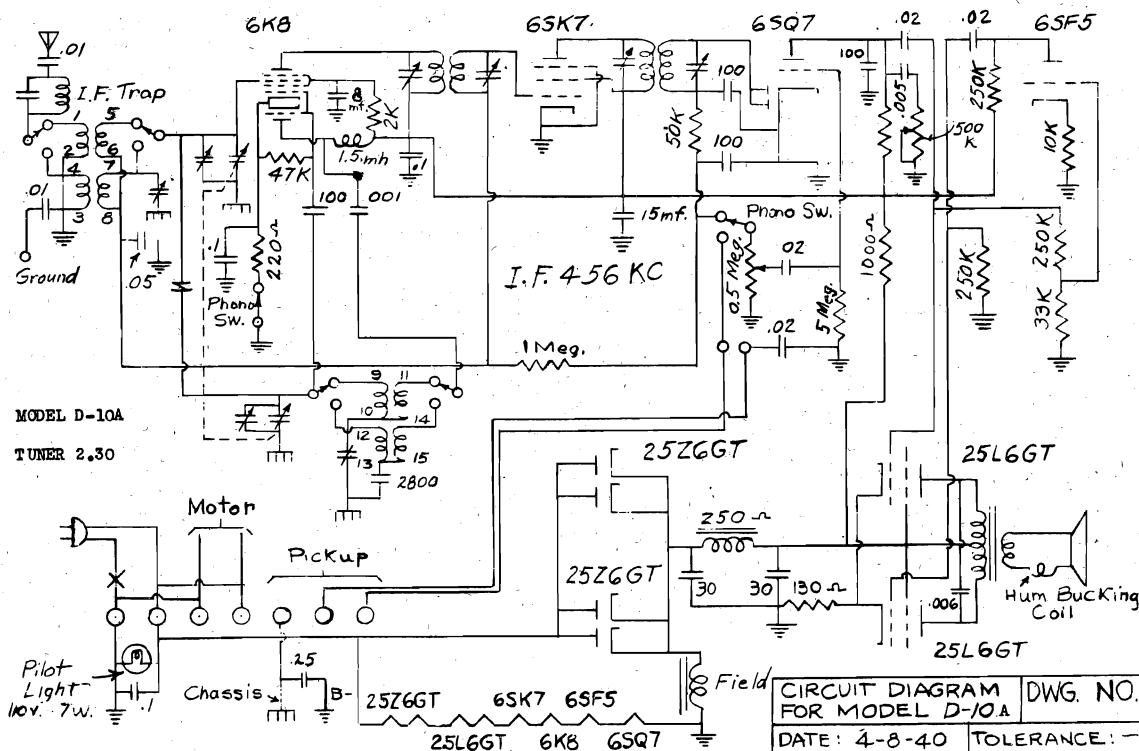 6K8
6SK7.
6SQ7
6SF5
.01
I.F. Trap
1
5
2
6
4
7
3
8
.01
Ground
.05
.1
220Ω
Phono
Sw.
47K
8
mf.
2K
1.5 mh
.1
100
001
50K
100
100
15mf.
I.F. 456 KC
Phono Sw.
0.5 Meg.
02
.02
5 Meg.
1 Meg.
100
.02
.005
500
K
.02
250K
10K
1000Ω
250K
250K
33K
9
11
10
14
12
13
15
2800
MODEL D-10A
TUNER 2.30
Motor
Pickup
25Z6GT
25Z6GT
250Ω
30
30
130Ω
25L6GT
.006
Hum Bucking
Coil
25L6GT
Pilot
Light
110v. 7w.
.1
Chassis
.25
B-
Field
25Z6GT
6SK7
6SF5
25L6GT
6K8
6SQ7
CIRCUIT DIAGRAM
FOR MODEL D-10A
DWG. NO.
DATE: 4-8-40
TOLERANCE: —